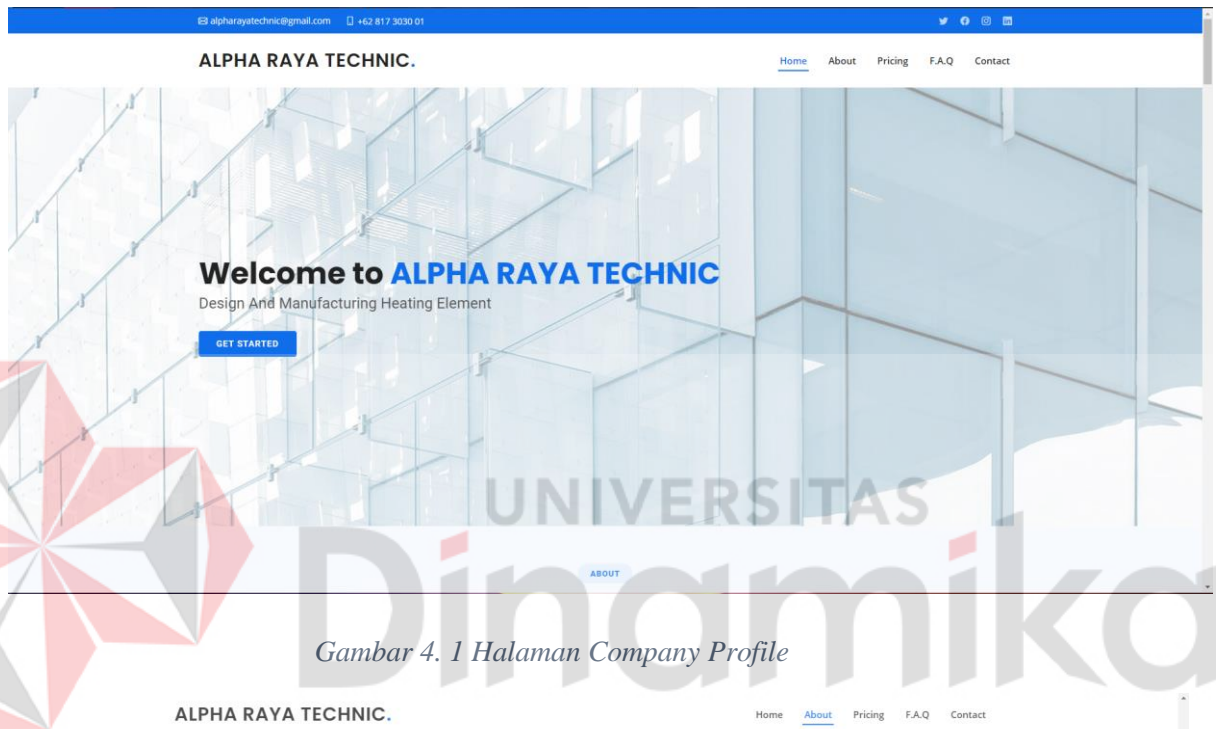 alpharayatechnic@gmail.com +62 817 3030 01
ALPHA RAYA TECHNIC.
Home About Pricing F.A.Q Contact
Welcome to ALPHA RAYA TECHNIC
Design And Manufacturing Heating Element
GET STARTED
UNIVERSITAS
Dinamika
ABOUT
Gambar 4. 1 Halaman Company Profile
ALPHA RAYA TECHNIC.
Home About Pricing F.A.Q Contact